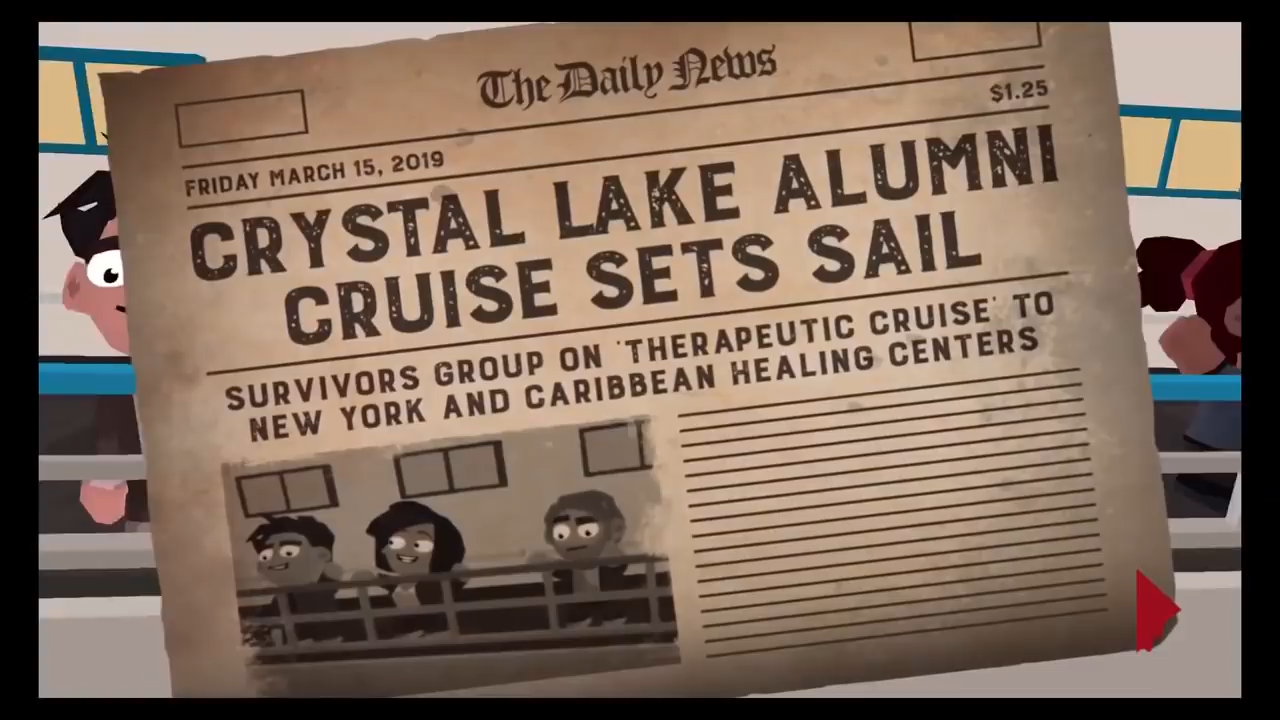 The Daily News
$1.25
FRIDAY MARCH 15, 2019
CRYSTAL LAKE ALUMNI
CRUISE SETS SAIL
SURVIVORS GROUP ON 'THERAPEUTIC CRUISE' TO
NEW YORK AND CARIBBEAN HEALING CENTERS